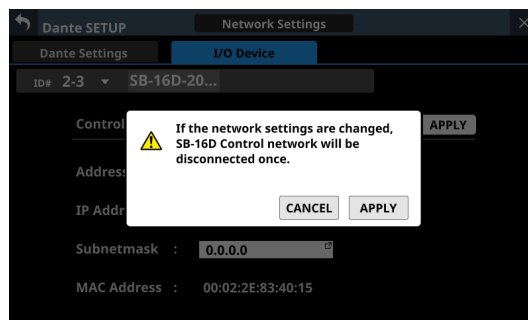 Dante SETUP
Network Settings
Dante Settings
I/O Device
ID# 2-3 SB-16D-20...
Control
APPLY
If the network settings are changed,
SB-16D Control network will be
disconnected once.
Address
CANCEL APPLY
IP Addr
Subnetmask : 0.0.0.0
MAC Address : 00:02:2E:83:40:15